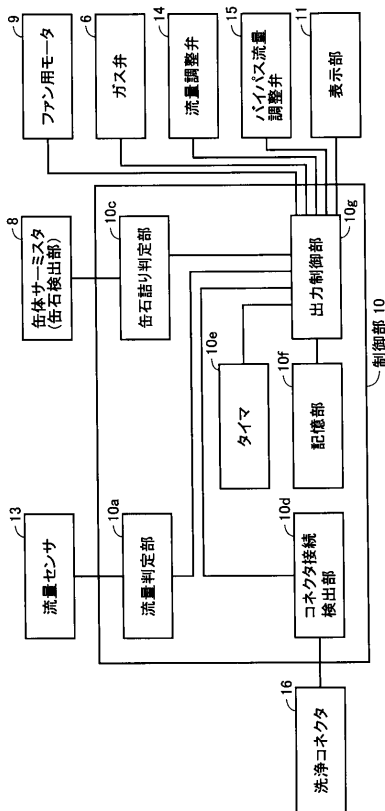 13
流量センサ
8
缶体サーミスタ
(缶石検出部)
9
ファン用モータ
6
ガス弁
14
流量調整弁
15
バイパス流量
調整弁
11
表示部
10a
流量判定部
10c
缶石詰り判定部
10e
タイマ
10f
記憶部
10g
出力制御部
10d
コネクタ接続
検出部
16
洗浄コネクタ
制御部 10